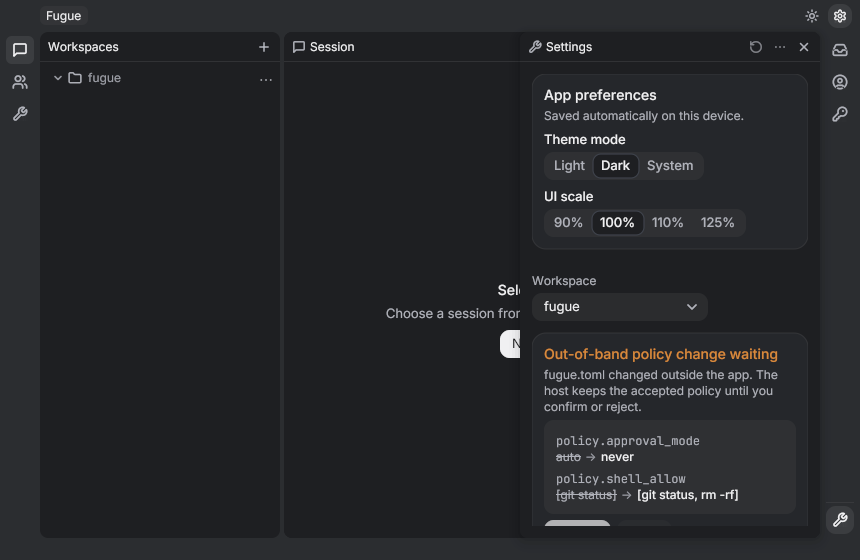 Fugue
Workspaces
fugue
Session
Choose a session from
Settings
App preferences
Saved automatically on this device.
Theme mode
Light Dark System
UI scale
90% 100% 110% 125%
Workspace
fugue
Out-of-band policy change waiting
fugue.toml changed outside the app. The
host keeps the accepted policy until you
confirm or reject.
policy.approval_mode
auto → never
policy.shell_allow
[git status] → [git status, rm -rf]